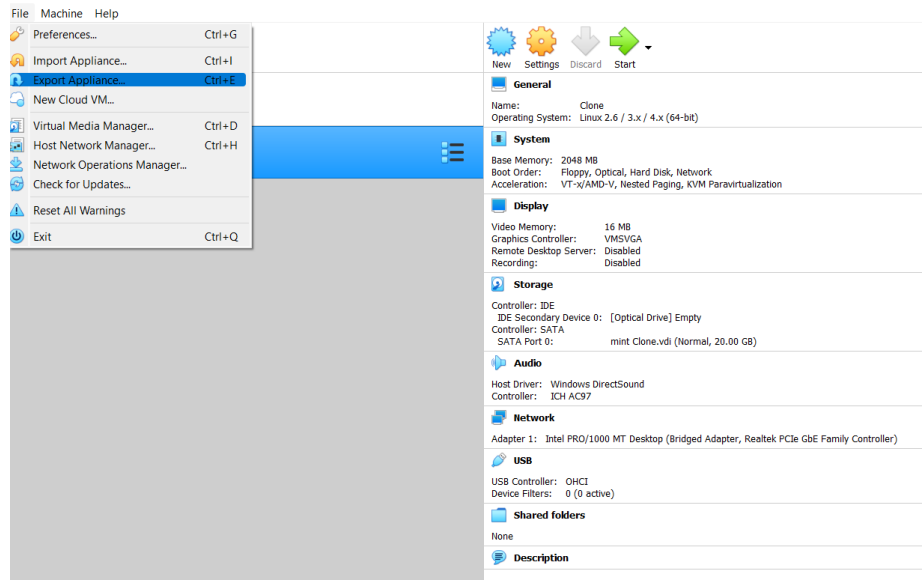 File Machine Help
Preferences... Ctrl+G
Import Appliance... Ctrl+I
Export Appliance... Ctrl+E
New Cloud VM...
Virtual Media Manager... Ctrl+D
Host Network Manager... Ctrl+H
Network Operations Manager...
Check for Updates...
Reset All Warnings
Exit Ctrl+Q
New Settings Discard Start
General
Name: Clone
Operating System: Linux 2.6 / 3.x / 4.x (64-bit)
System
Base Memory: 2048 MB
Boot Order: Floppy, Optical, Hard Disk, Network
Acceleration: VT-x/AMD-V, Nested Paging, KVM Paravirtualization
Display
Video Memory: 16 MB
Graphics Controller: VMSVGA
Remote Desktop Server: Disabled
Recording: Disabled
Storage
Controller: IDE
IDE Secondary Device 0: [Optical Drive] Empty
Controller: SATA
SATA Port 0: mint Clone.vdi (Normal, 20.00 GB)
Audio
Host Driver: Windows DirectSound
Controller: ICH AC97
Network
Adapter 1: Intel PRO/1000 MT Desktop (Bridged Adapter, Realtek PCIe GbE Family Controller)
USB
USB Controller: OHCI
Device Filters: 0 (0 active)
Shared folders
None
Description